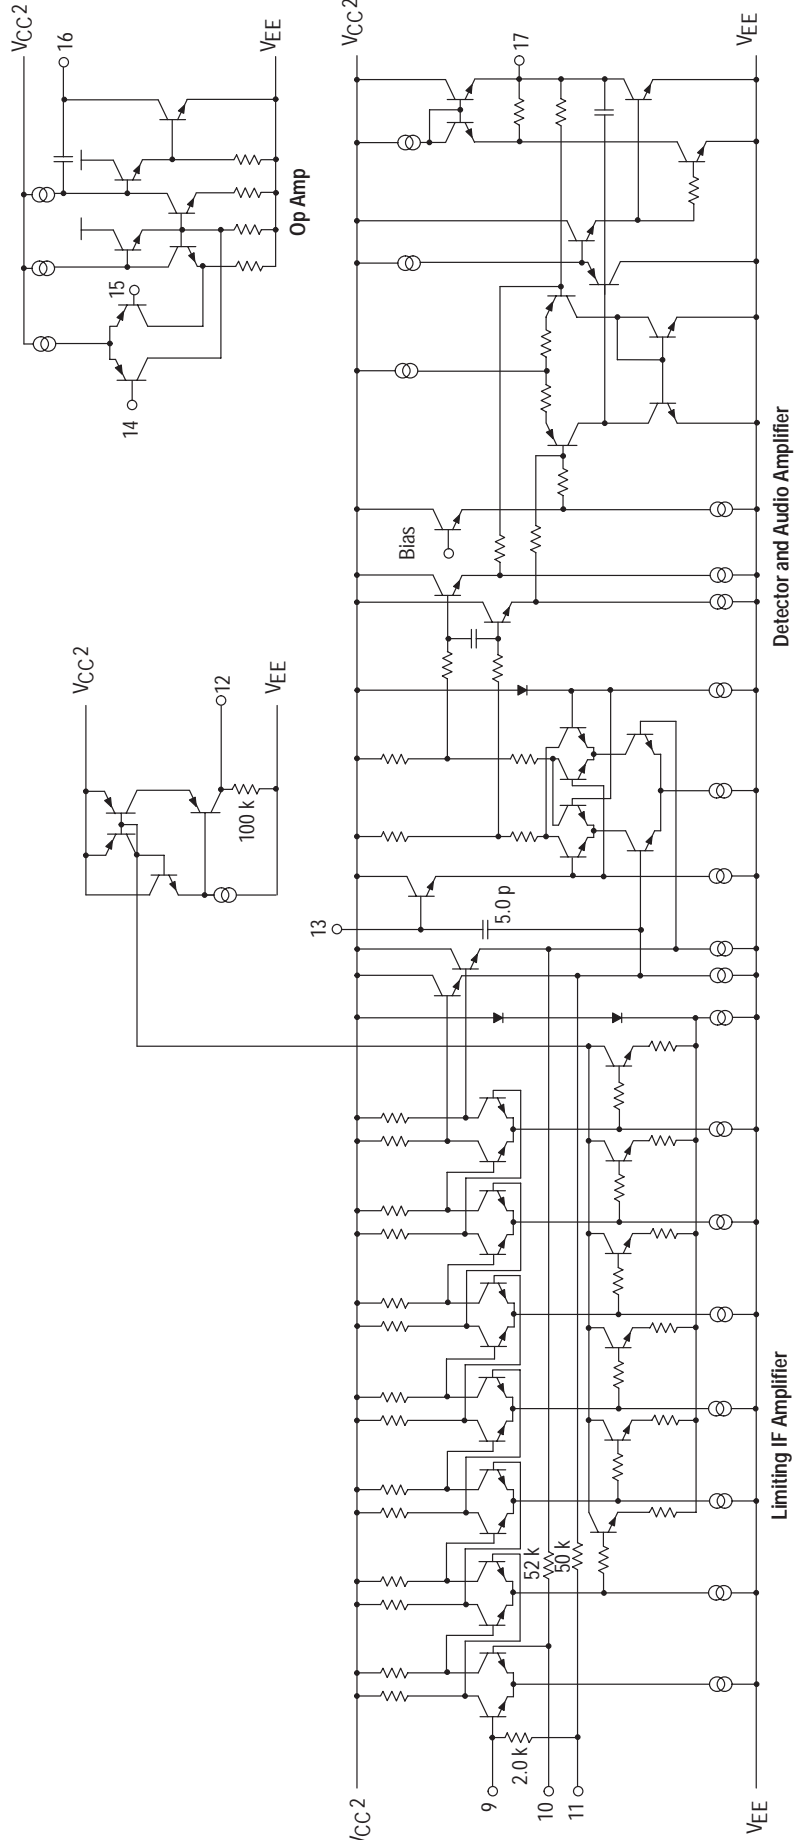 VCC2
16
VEE
Op Amp
15
14
VCC2
12
VEE
100 k
VCC2
17
VEE
Bias
13
5.0 p
Detector and Audio Amplifier
52 k
50 k
2.0 k
9
10
11
Limiting IF Amplifier
VCC2
VEE